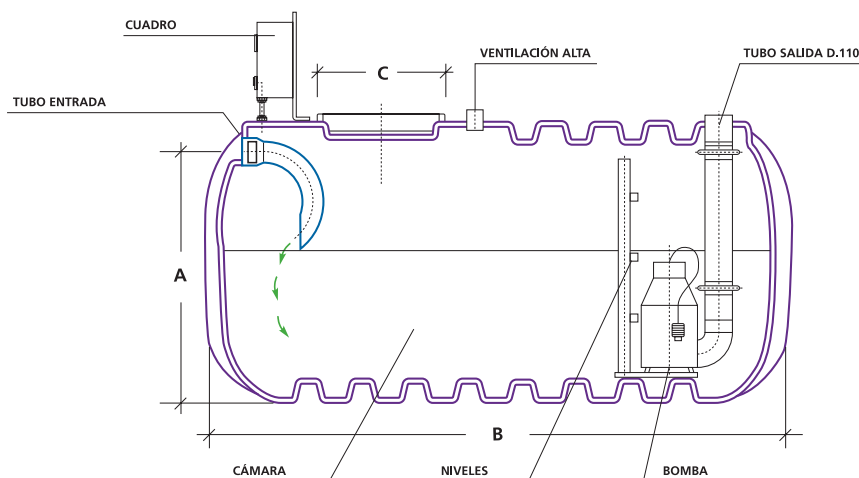 CUADRO
C
VENTILACIÓN ALTA
TUBO SALIDA D.110
TUBO ENTRADA
A
B
CÁMARA
NIVELES
BOMBA